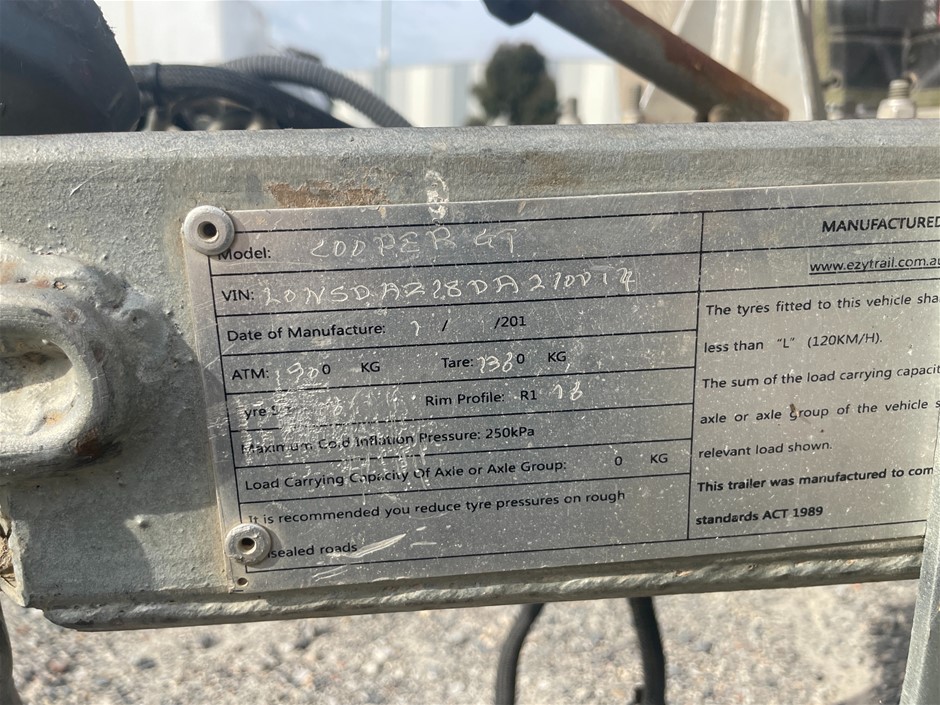 Model: COOPER GT
VIN:
Date of Manufacture: 1 / /201
ATM: 1900 KG Tare: 1380 KG
Rim Profile: R1
Maximum Cold Inflation Pressure: 250kPa
Load Carrying Capacity Of Axle or Axle Group: 0 KG
It is recommended you reduce tyre pressures on rough
sealed roads
MANUFACTURED
www.ezytrail.com.au
The tyres fitted to this vehicle sha
less than "L" (120KM/H).
The sum of the load carrying capacit
axle or axle group of the vehicle s
relevant load shown.
This trailer was manufactured to com
standards ACT 1989